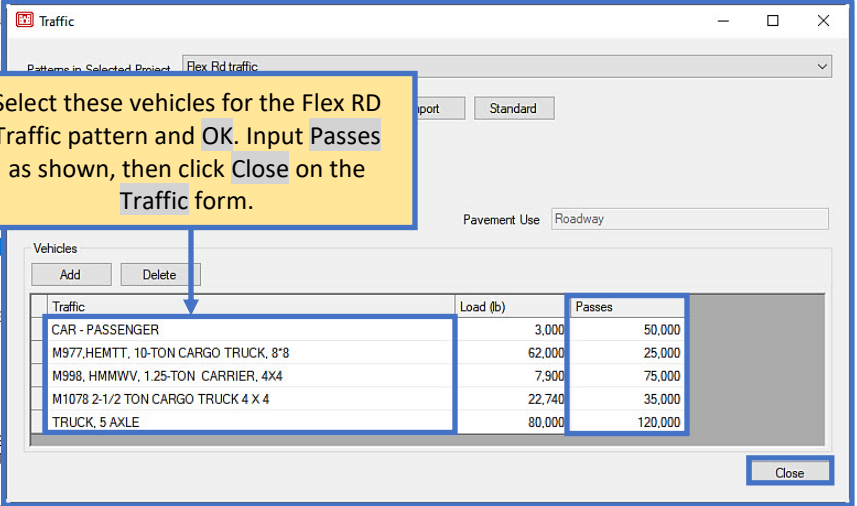 Traffic
Patterns in Selected Project Flex Rd traffic
Select these vehicles for the Flex RD
Traffic pattern and OK. Input Passes
as shown, then click Close on the
Traffic form.
Standard
Pavement Use Roadway
Vehicles
Add Delete
Traffic Load (lb) Passes
CAR - PASSENGER 3,000 50,000
M977,HEMTT, 10-TON CARGO TRUCK, 8*8 62,000 25,000
M998, HMMWV, 1.25-TON CARRIER, 4X4 7,900 75,000
M1078 2-1/2 TON CARGO TRUCK 4 X 4 22,740 35,000
TRUCK, 5 AXLE 80,000 120,000
Close